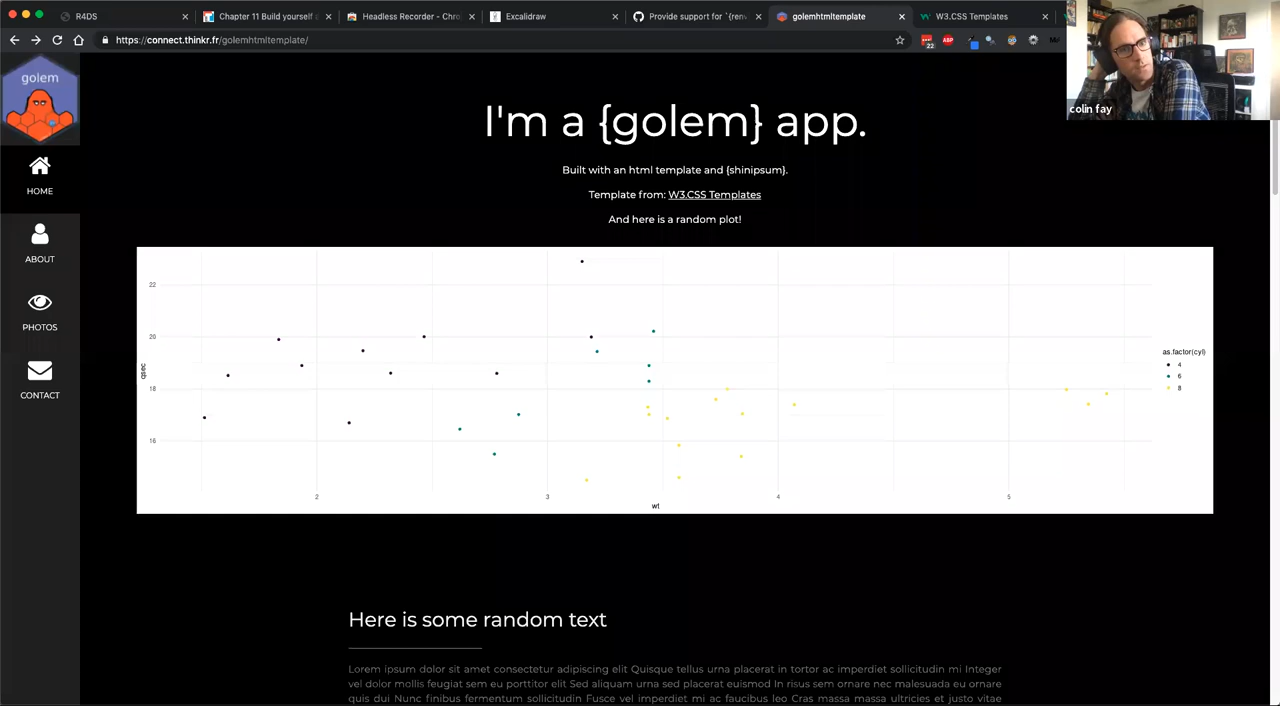 R4DS
Chapter 11 Build yourself a
Headless Recorder - Chro
Excalidraw
Provide support for `{renv
golemhtmltemplate
W3.CSS Templates
https://connect.thinkr.fr/golemhtmltemplate/
22
ABP
colin fay
golem
HOME
ABOUT
PHOTOS
CONTACT
I'm a {golem} app.
Built with an html template and {shinipsum}.
Template from: W3.CSS Templates
And here is a random plot!
22
20
18
16
qsec
2
3
4
5
wt
as.factor(cyl)
4
6
8
Here is some random text
Lorem ipsum dolor sit amet consectetur adipiscing elit Quisque tellus urna placerat in tortor ac imperdiet sollicitudin mi Integer
vel dolor mollis feugiat sem eu porttitor elit Sed aliquam urna sed placerat euismod In risus sem ornare nec malesuada eu ornare
quis dui Nunc finibus fermentum sollicitudin Fusce vel imperdiet mi ac faucibus leo Cras massa massa ultricies et justo vitae